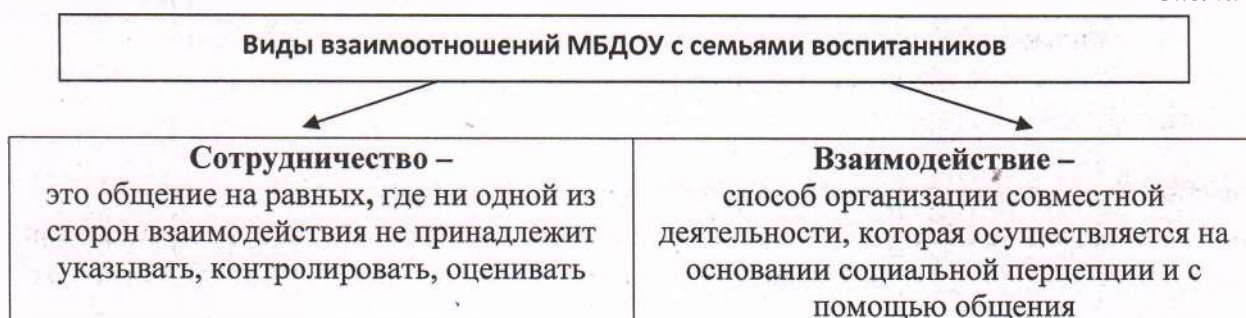 Виды взаимоотношений МБДОУ с семьями воспитанников
Сотрудничество –
это общение на равных, где ни одной из
сторон взаимодействия не принадлежит
указывать, контролировать, оценивать
Взаимодействие –
способ организации совместной
деятельности, которая осуществляется на
основании социальной перцепции и с
помощью общения